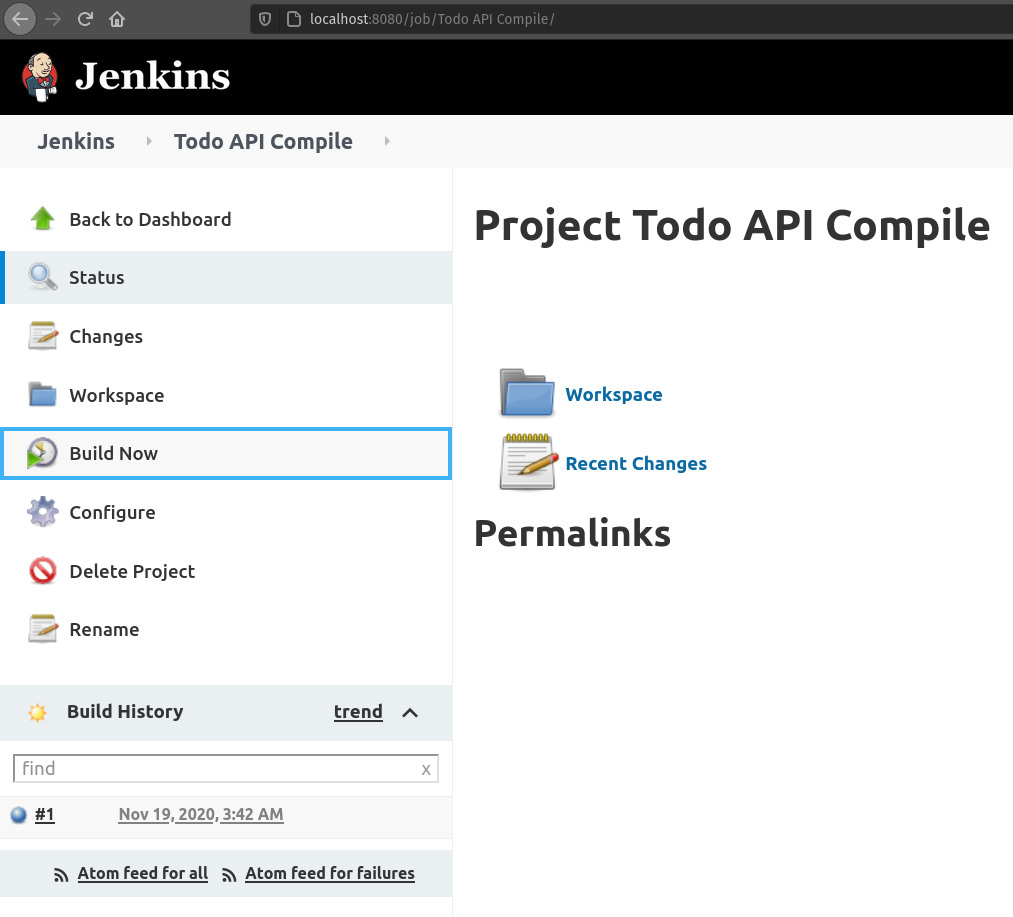 localhost:8080/job/Todo API Compile/
Jenkins
Jenkins Todo API Compile
Back to Dashboard
Status
Changes
Workspace
Build Now
Configure
Delete Project
Rename
Build History trend
find x
#1 Nov 19, 2020, 3:42 AM
Atom feed for all Atom feed for failures
Project Todo API Compile
Workspace
Recent Changes
Permalinks